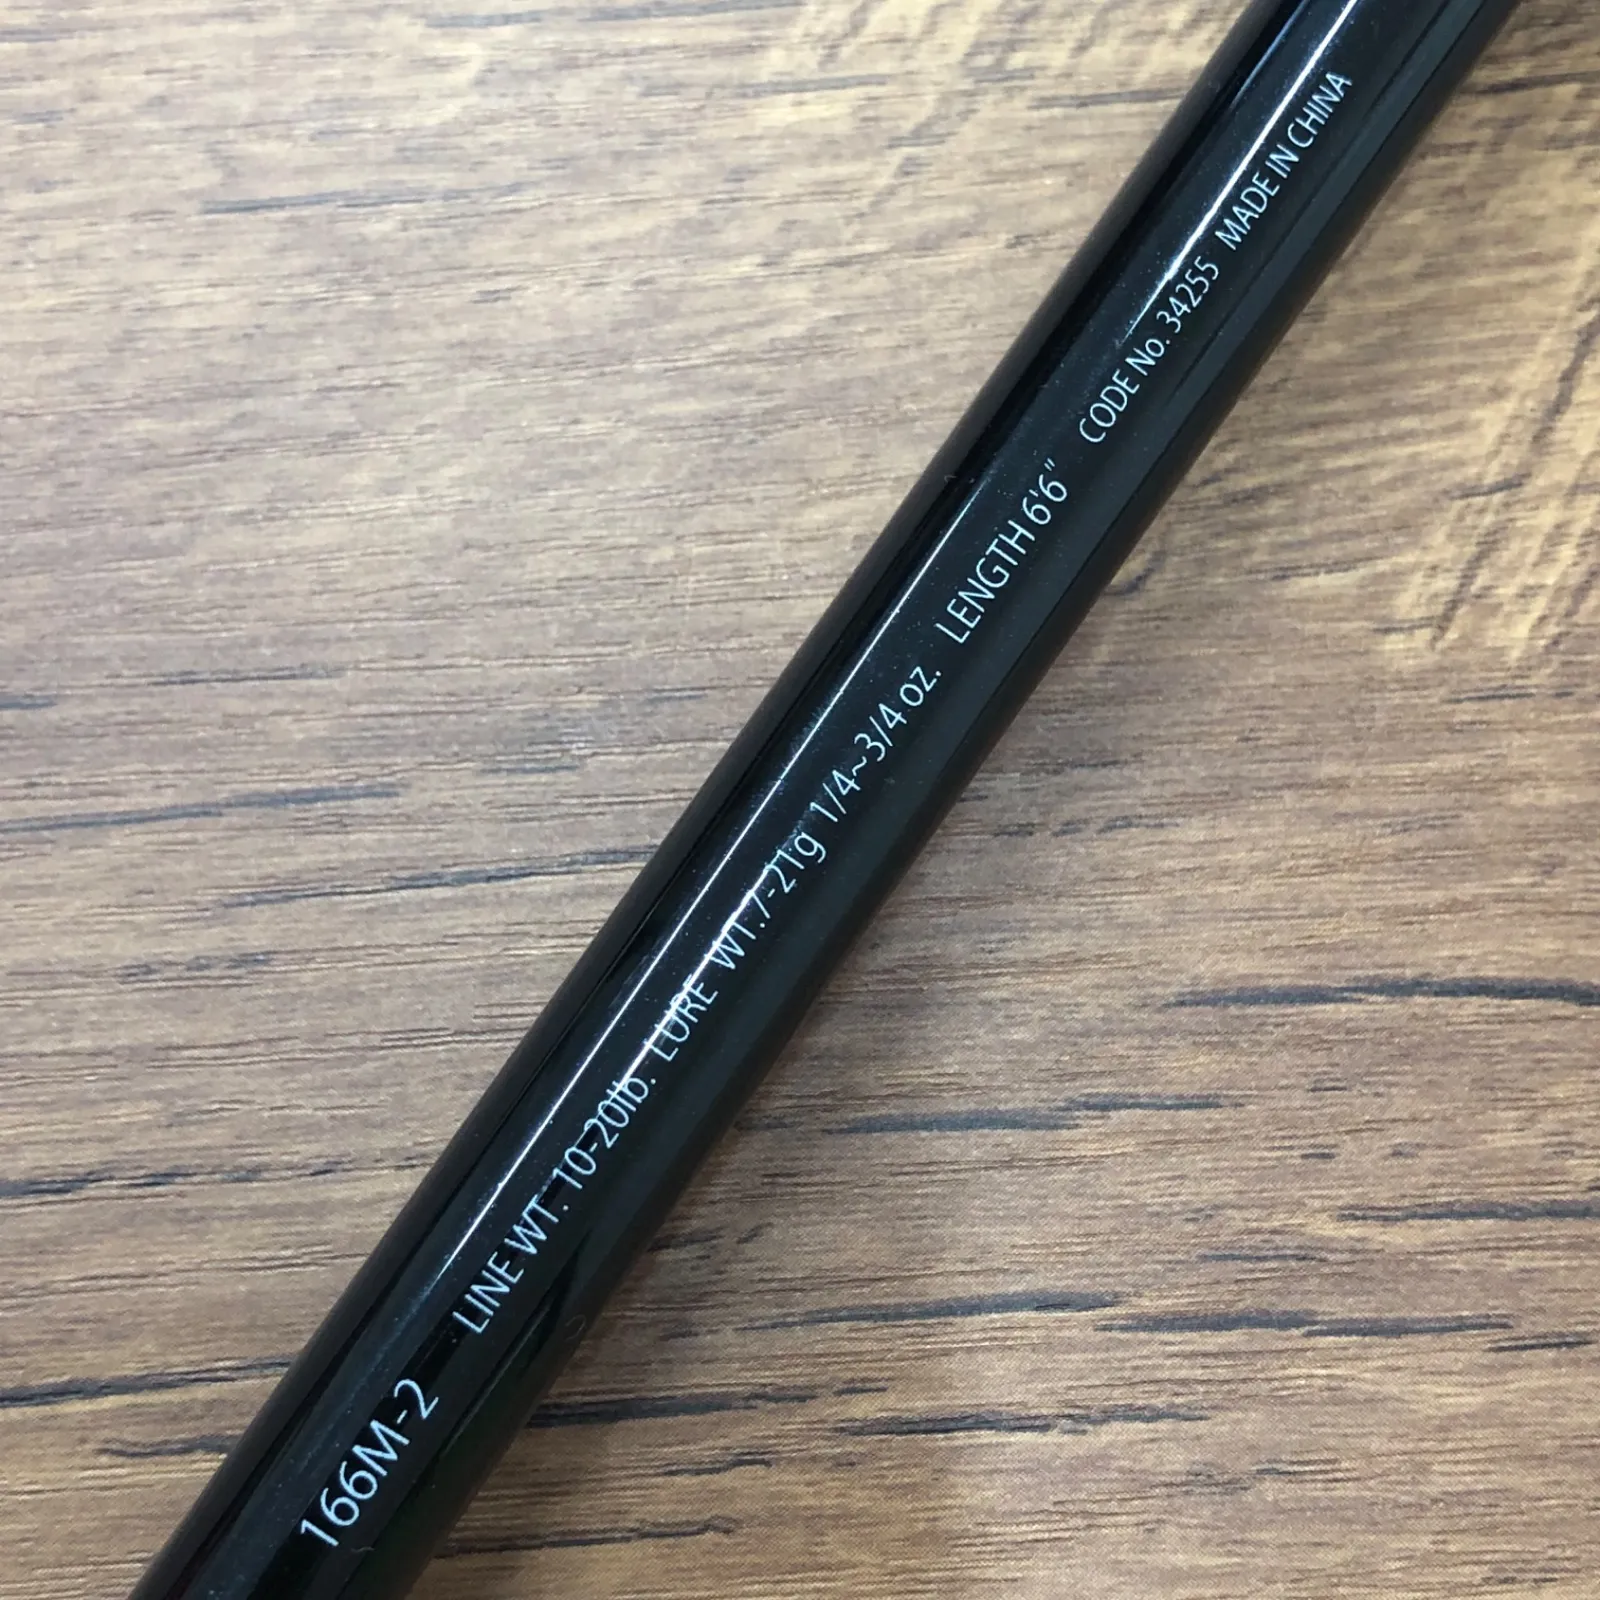 166M-2 LINE WT. 10-20lb. LURE WT. 7-21g 1/4~3/4 oz. LENGTH 6'6" CODE No. 34255 MADE IN CHINA